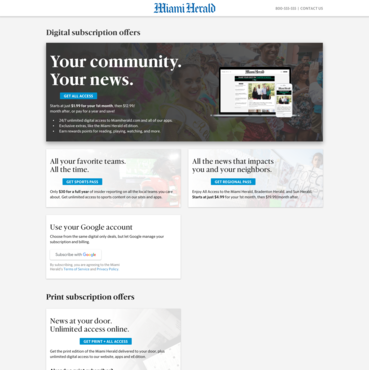 Miami Herald
CONTACT US
Digital subscription offers
Your community.
Your news.
GET ALL ACCESS
Starts at just $1.99 for your 1st month, then $12.99/
month after, or pay for a year and save!
• 24/7 unlimited digital access to MiamiHerald.com and all of our apps.
• Exclusive extras, like the Miami Herald eEdition.
• Earn rewards points for reading, playing, watching, and more.
All your favorite teams.
All the time.
GET SPORTS PASS
Only $30 for a full year of insider reporting on all the local teams you care
about. Get unlimited access to sports content on our apps and apps.
All the news that impacts
you and your neighbors.
GET REGIONAL PASS
Enjoy All Access to the Miami Herald, Bradenton Herald, and Sun Herald.
Starts at just $4.99 for your 1st month, then $19.99/month after.
Use your Google account
Choose from the same digital only deals, but let Google manage your
subscription and billing.
Subscribe with Google
By subscribing, you are agreeing to the Miami
Herald's Terms of Service and Privacy Policy.
Print subscription offers
News at your door.
Unlimited access online.
GET PRINT + ALL ACCESS
Get the print edition of the Miami Herald delivered to your door, plus
unlimited digital access to our website, apps and eEdition.